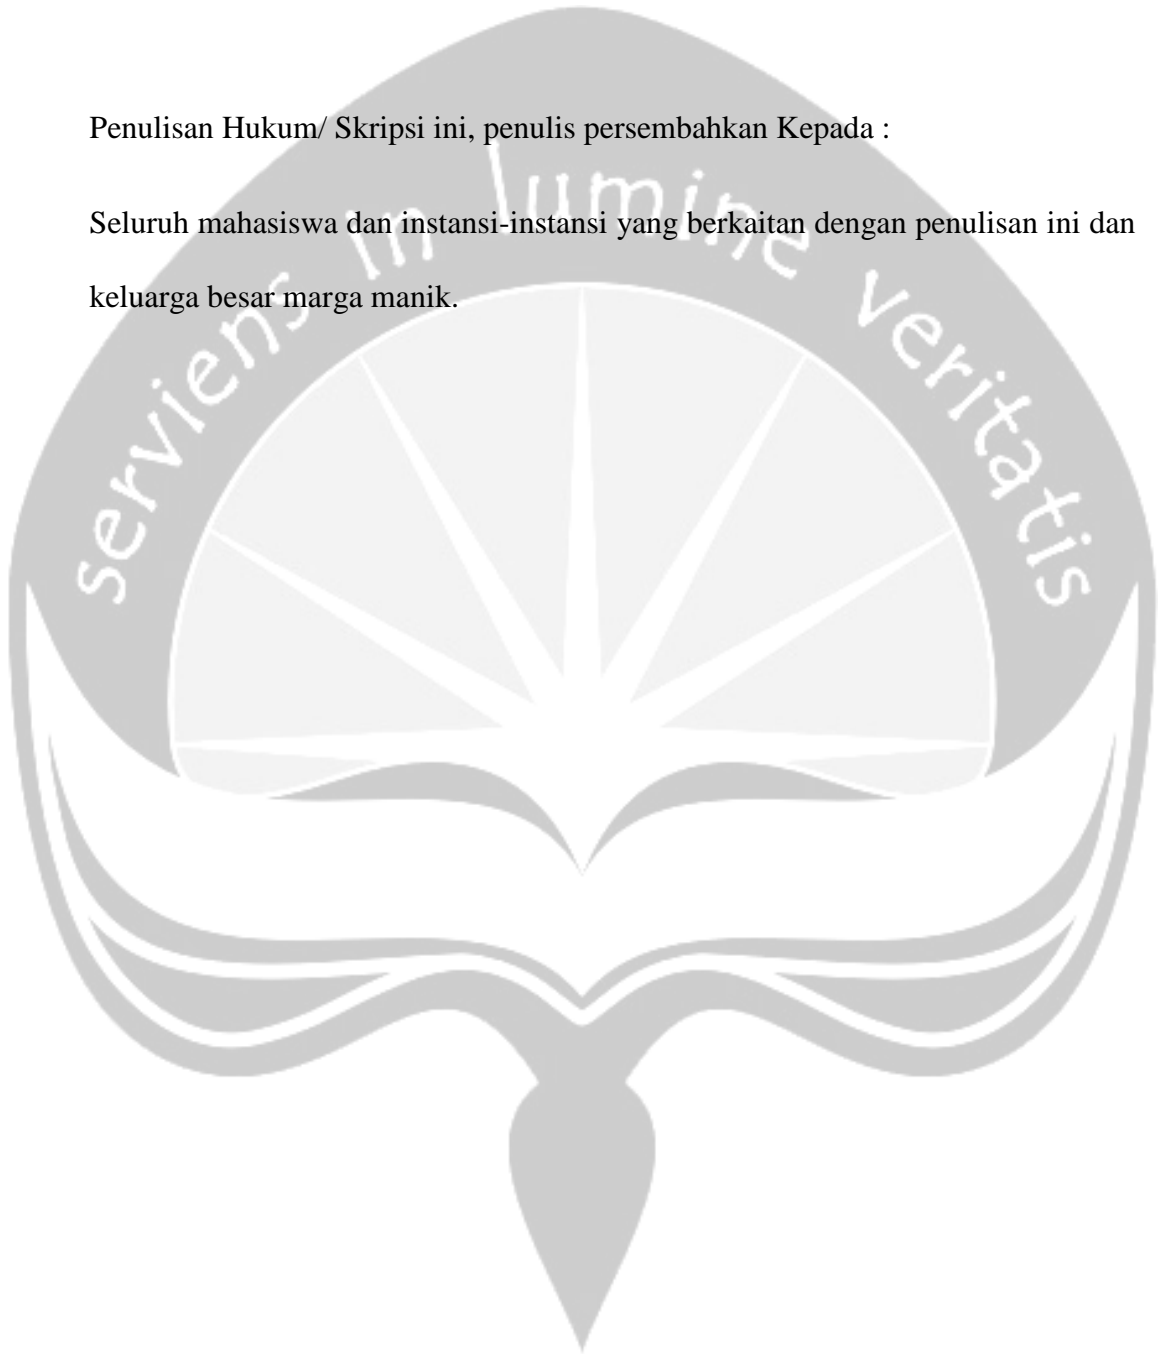 Penulisan Hukum/ Skripsi ini, penulis persembahkan Kepada :
Seluruh mahasiswa dan instansi-instansi yang berkaitan dengan penulisan ini dan
keluarga besar marga manik.
serviens in lumine veritatis